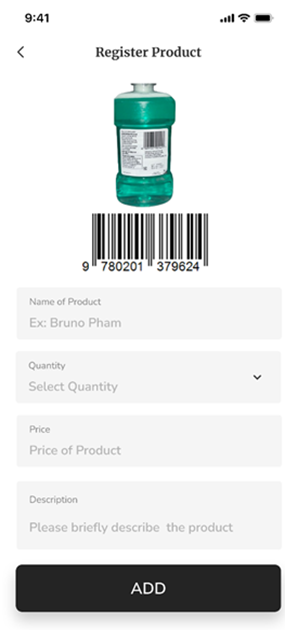 9:41
Register Product
9 780201 379624
Name of Product
Ex: Bruno Pham
Quantity
Select Quantity
Price
Price of Product
Description
Please briefly describe  the product
ADD